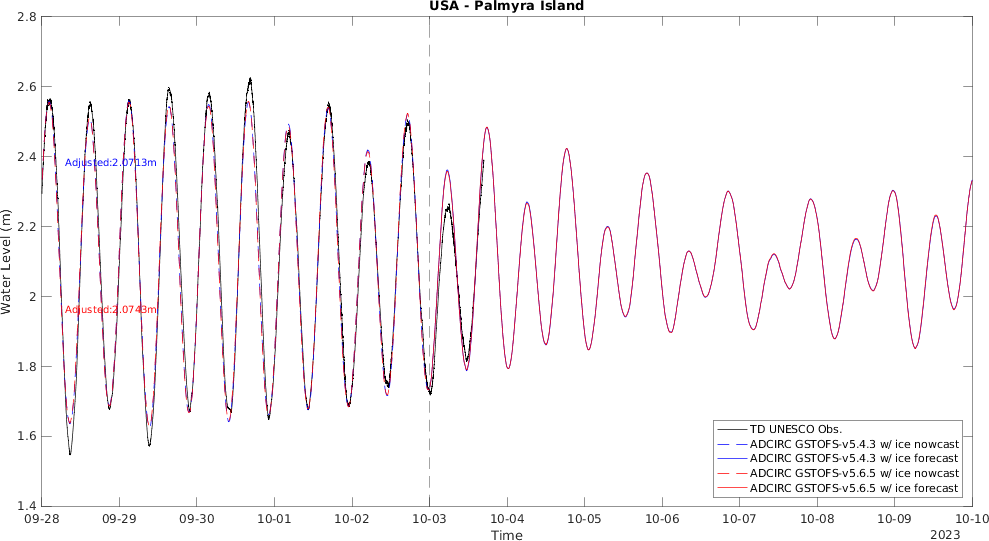 USA - Palmyra Island
2.8
2.6
2.4
2.2
2
1.8
1.6
1.4
Water Level (m)
Adjusted:2.0713m
Adjusted:2.0743m
TD UNESCO Obs.
ADCIRC GSTOFS-v5.4.3 w/ ice nowcast
ADCIRC GSTOFS-v5.4.3 w/ ice forecast
ADCIRC GSTOFS-v5.6.5 w/ ice nowcast
ADCIRC GSTOFS-v5.6.5 w/ ice forecast
09-28 09-29 09-30 10-01 10-02 10-03 10-04 10-05 10-06 10-07 10-08 10-09 10-10
Time
2023